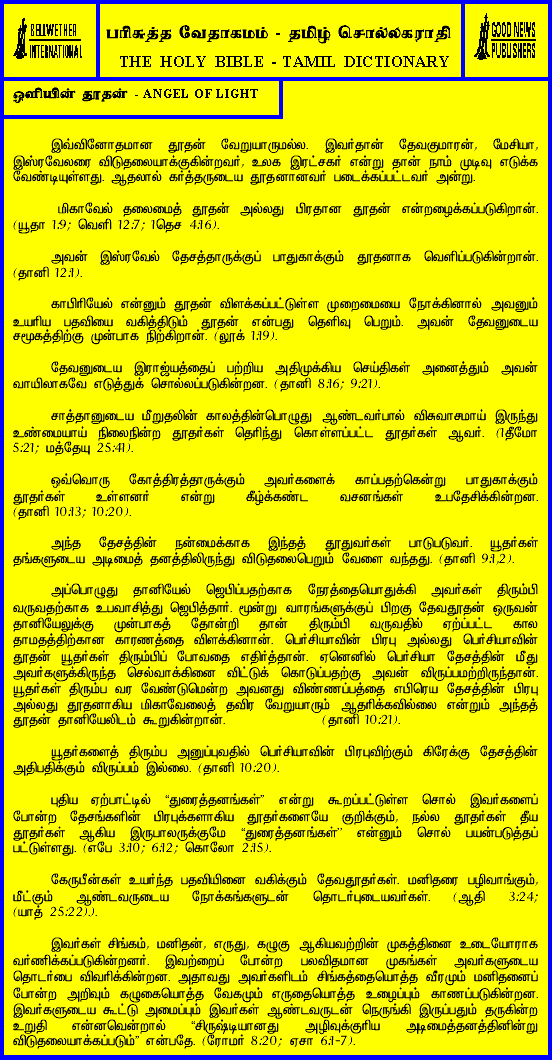 BELLWETHER
INTERNATIONAL
பரிசுத்த வேதாகமம் - தமிழ் சொல்லகராதி
THE HOLY BIBLE - TAMIL DICTIONARY
GOOD NEWS
PUBLISHERS
ஒளியின் தூதன் - ANGEL OF LIGHT
இவ்வினோதமான தூதன் வேறுயாருமல்ல. இவர்தான் தேவகுமாரன், மேசியா,
இஸ்ரவேலரை விடுதலையாக்குகின்றவர், உலக இரட்சகர் என்று தான் நாம் முடிவு எடுக்க
வேண்டியுள்ளது. ஆதலால் கர்த்தருடைய தூதனானவர் படைக்கப்பட்டவர் அன்று.
மிகாவேல் தலைமைத் தூதன் அல்லது பிரதான தூதன் என்றழைக்கப்படுகிறான்.
(யூதா 1:9; வெளி 12:7; 1தெச 4:16).
அவன் இஸ்ரவேல் தேசத்தாருக்குப் பாதுகாக்கும் தூதனாக வெளிப்படுகின்றான்.
(தானி 12:1).
காபிரியேல் என்னும் தூதன் விளக்கப்பட்டுள்ள முறைமையை நோக்கினால் அவனும்
உயரிய பதவியை வகித்திடும் தூதன் என்பது தெளிவு பெறும். அவன் தேவனுடைய
சமூகத்திற்கு முன்பாக நிற்கிறான். (லூக் 1:19).
தேவனுடைய இராஜ்யத்தைப் பற்றிய அதிமுக்கிய செய்திகள் அனைத்தும் அவன்
வாயிலாகவே எடுத்துக் சொல்லப்படுகின்றன. (தானி 8:16; 9:21).
சாத்தானுடைய மீறுதலின் காலத்தின்பொழுது ஆண்டவர்பால் விசுவாசமாய் இருந்து
உண்மையாய் நிலைநின்ற தூதர்கள் தெரிந்து கொள்ளப்பட்ட தூதர்கள் ஆவர். (1தீமோ
5:21; மத்தேயு 25:41).
ஒவ்வொரு கோத்திரத்தாருக்கும் அவர்களைக் காப்பதற்கென்று பாதுகாக்கும்
தூதர்கள் உள்ளனர் என்று கீழ்க்கண்ட வசனங்கள் உபதேசிக்கின்றன.
(தானி 10:13; 10:20).
அந்த தேசத்தின் நன்மைக்காக இந்தத் தூதுவர்கள் பாடுபடுவர். யூதர்கள்
தங்களுடைய அடிமைத் தனத்திலிருந்து விடுதலைபெறும் வேளை வந்தது. (தானி 9:1,2).
அப்பொழுது தானியேல் ஜெபிப்பதற்காக நேரத்தையொதுக்கி அவர்கள் திரும்பி
வருவதற்காக உபவாசித்து ஜெபித்தார். மூன்று வாரங்களுக்குப் பிறகு தேவதூதன் ஒருவன்
தானியேலுக்கு முன்பாகத் தோன்றி தான் திரும்பி வருவதில் ஏற்ப்பட்ட கால
தாமதத்திற்கான காரணத்தை விளக்கினான். பெர்சியாவின் பிரபு அல்லது பெர்சியாவின்
தூதன் யூதர்கள் திரும்பிப் போவதை எதிர்த்தான். ஏனெனில் பெர்சியா தேசத்தின் மீது
அவர்களுக்கிருந்த செல்வாக்கினை விட்டுக் கொடுப்பதற்கு அவன் விருப்பமற்றிருந்தான்.
யூதர்கள் திரும்ப வர வேண்டுமென்ற அவனது விண்ணப்பத்தை எபிரெய தேசத்தின் பிரபு
அல்லது தூதனாகிய மிகாவேலைத் தவிர வேறுயாரும் ஆதரிக்கவில்லை என்றும் அந்தத்
தூதன் தானியேலிடம் கூறுகின்றான். (தானி 10:21).
யூதர்களைத் திரும்ப அனுப்புவதில் பெர்சியாவின் பிரபுவிற்கும் கிரேக்கு தேசத்தின்
அதிபதிக்கும் விருப்பம் இல்லை. (தானி 10:20).
புதிய ஏற்பாட்டில் “துரைத்தனங்கள்” என்று கூறப்பட்டுள்ள சொல் இவர்களைப்
போன்ற தேசங்களின் பிரபுக்களாகிய தூதர்களையே குறிக்கும், நல்ல தூதர்கள் தீய
தூதர்கள் ஆகிய இருபாலருக்குமே “துரைத்தனங்கள்” என்னும் சொல் பயன்படுத்தப்
பட்டுள்ளது. (எபே 3:10; 6:12; கொலோ 2:15).
கேருபீன்கள் உயர்ந்த பதவியினை வகிக்கும் தேவதூதர்கள். மனிதரை பழிவாங்கும்,
மீட்கும் ஆண்டவருடைய நோக்கங்களுடன் தொடர்புடையவர்கள். (ஆதி 3:24;
(யாத் 25:22).).
இவர்கள் சிங்கம், மனிதன், எருது, கழுகு ஆகியவற்றின் முகத்தினை உடையோராக
வர்ணிக்கப்படுகின்றனர். இவற்றைப் போன்ற பலவிதமான முகங்கள் அவர்களுடைய
தொடர்பை விவரிக்கின்றன. அதாவது அவர்களிடம் சிங்கத்தையொத்த வீரமும் மனிதனைப்
போன்ற அறிவும் கழுகையொத்த வேகமும் எருதையொத்த உழைப்பும் காணப்படுகின்றன.
இவர்களுடைய கூட்டு அமைப்பும் இவர்கள் ஆண்டவருடன் நெருங்கி இருப்பதும் தருகின்ற
உறுதி என்னவென்றால் “சிருஷ்டியானது அழிவுக்குரிய அடிமைத்தனத்தினின்று
விடுதலையாக்கப்படும்” என்பதே. (ரோமர் 8:20; ஏசா 6:1-7).